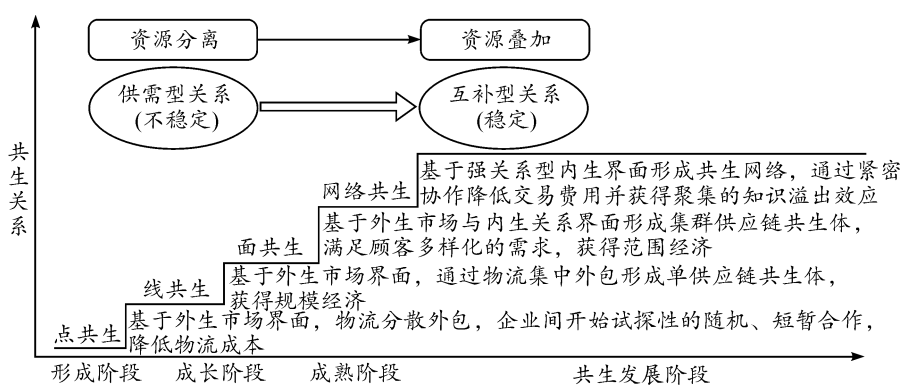 资源分离
资源叠加
供需型关系
(不稳定)
互补型关系
(稳定)
共生关系
网络共生
基于强关系型内生界面形成共生网络，通过紧密
协作降低交易费用并获得聚集的知识溢出效应
面共生
基于外生市场与内生关系界面形成集群供应链共生体，
满足顾客多样化的需求，获得范围经济
线共生
基于外生市场界面，通过物流集中外包形成单供应链共生体，
获得规模经济
点共生
基于外生市场界面，物流分散外包，企业间开始试探性的随机、短暂合作，
降低物流成本
形成阶段
成长阶段
成熟阶段
共生发展阶段